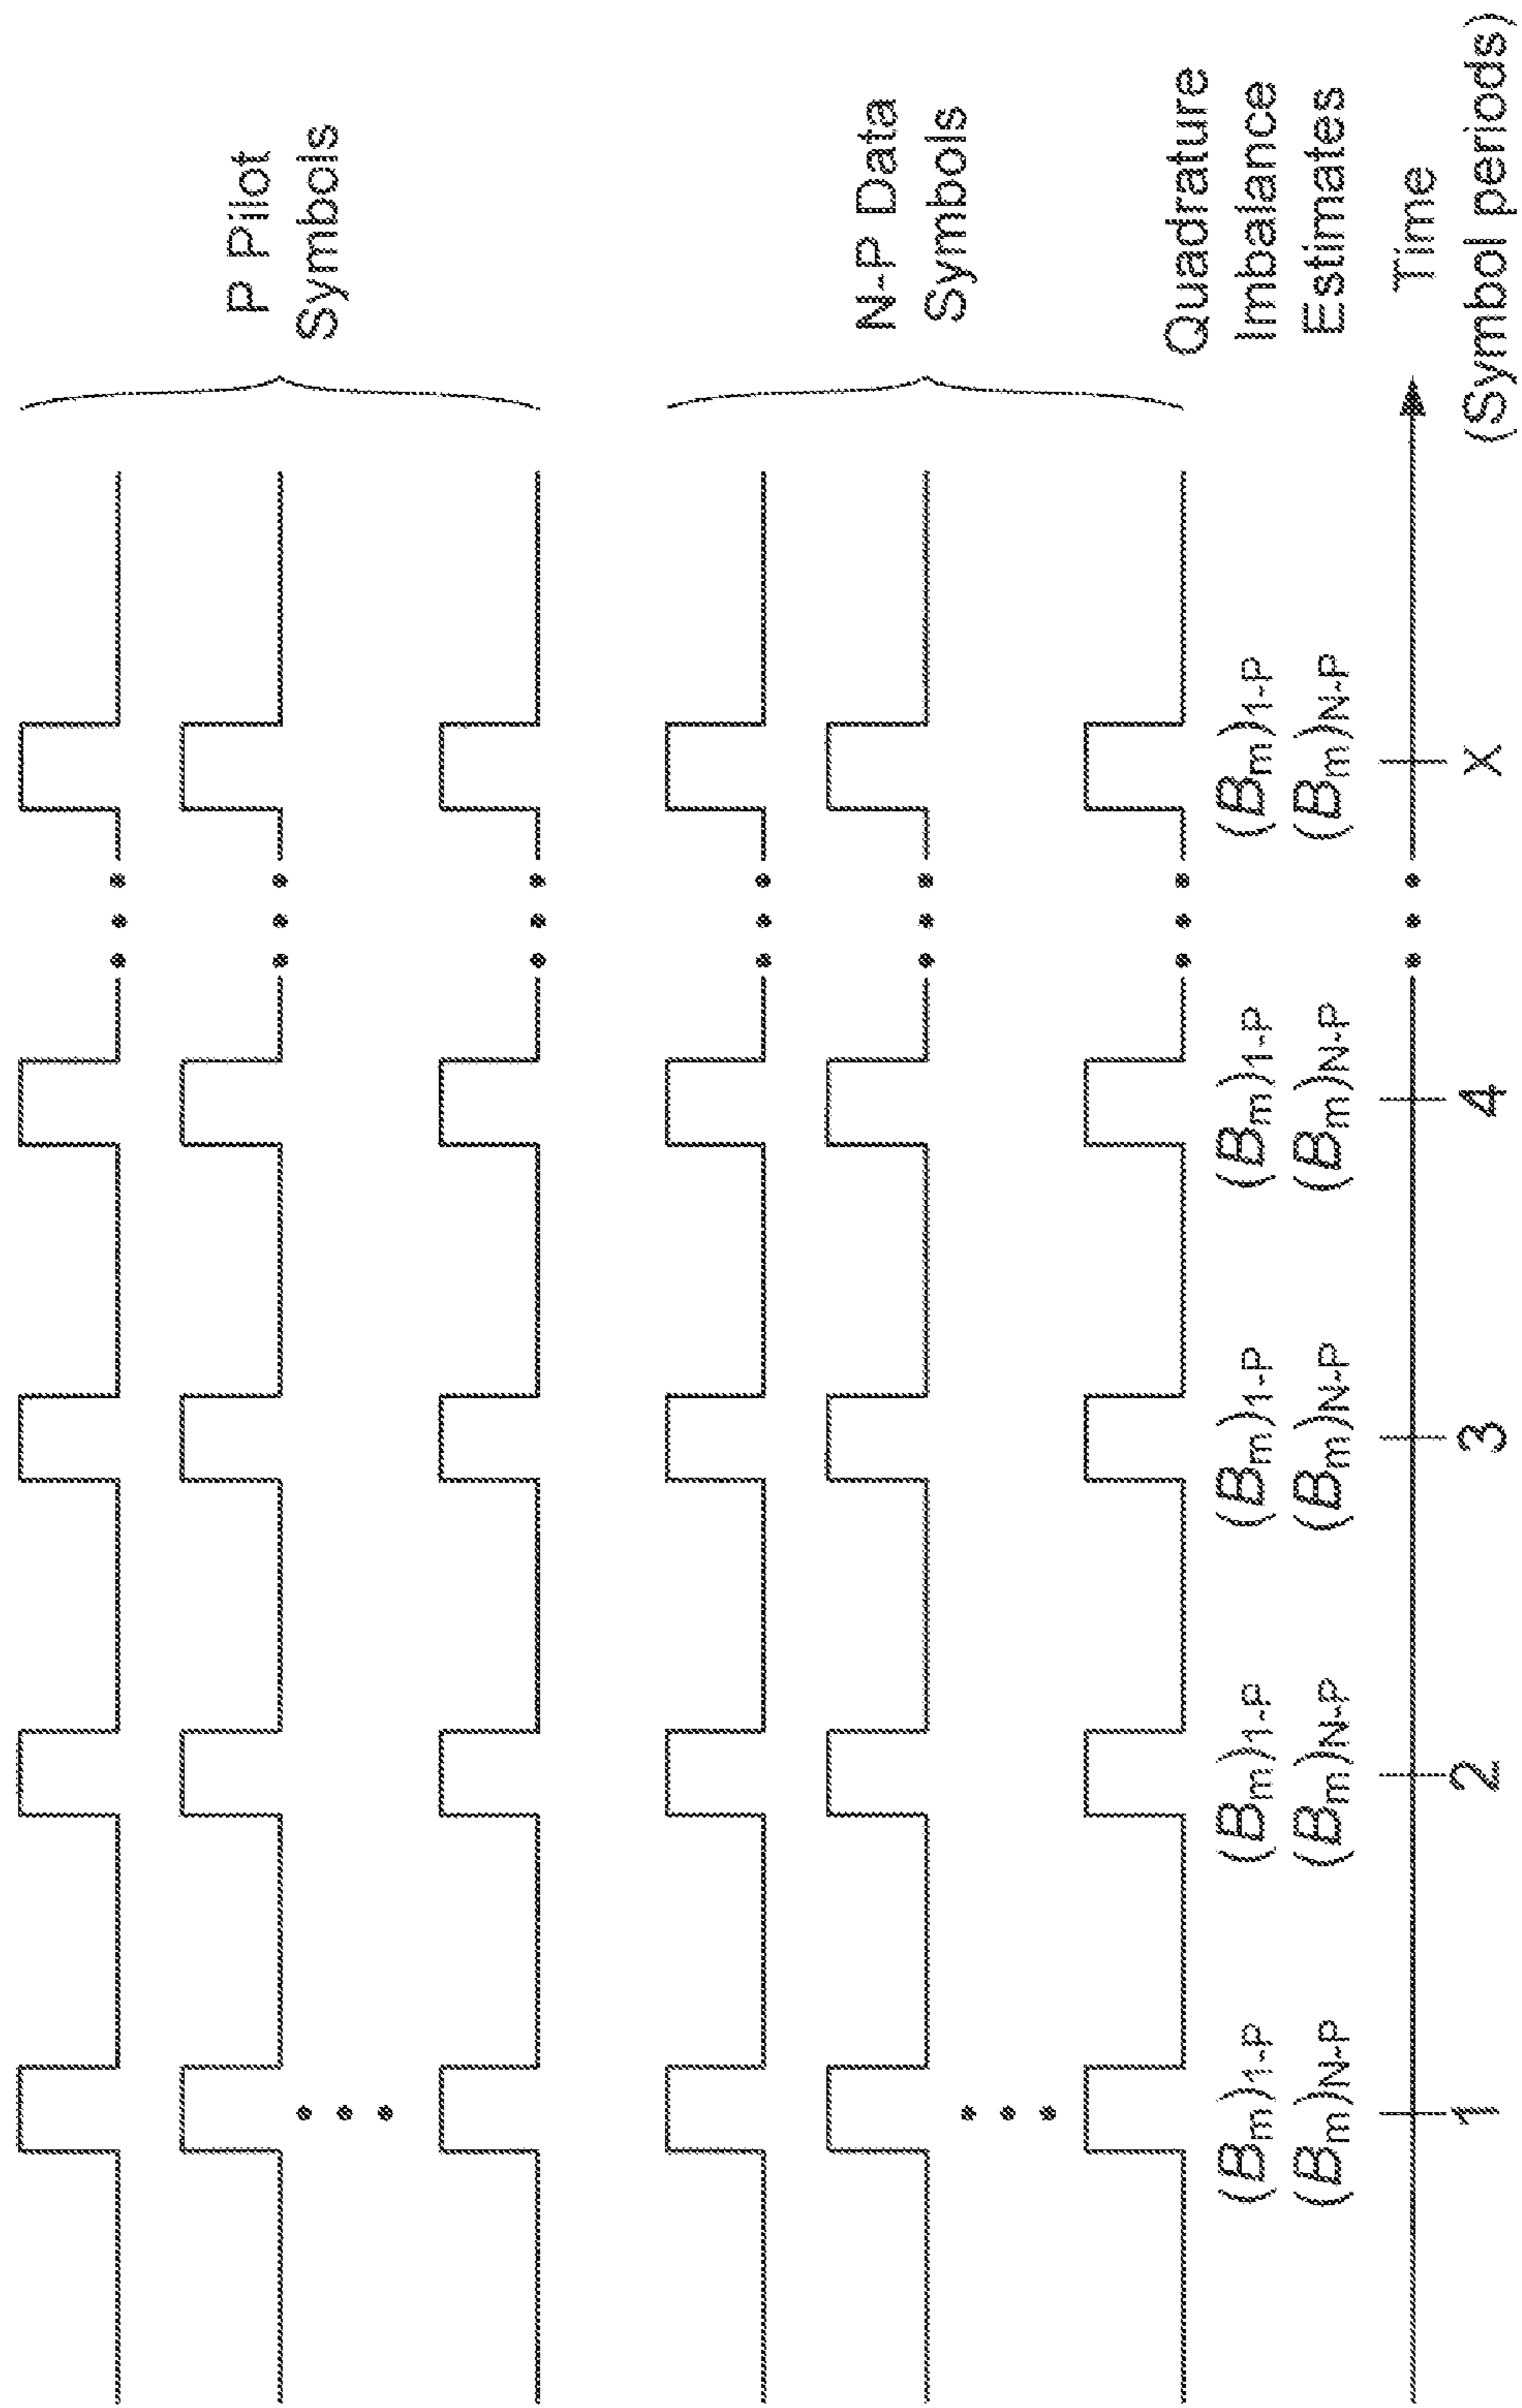 P Pilot
Symbols
N-P Data
Symbols
Quadrature
Imbalance
Estimates
(Bm)1-P (Bm)1-P (Bm)1-P (Bm)1-P (Bm)1-P
(Bm)N-P (Bm)N-P (Bm)N-P (Bm)N-P (Bm)N-P
Time
1 2 3 4 X
(Symbol periods)